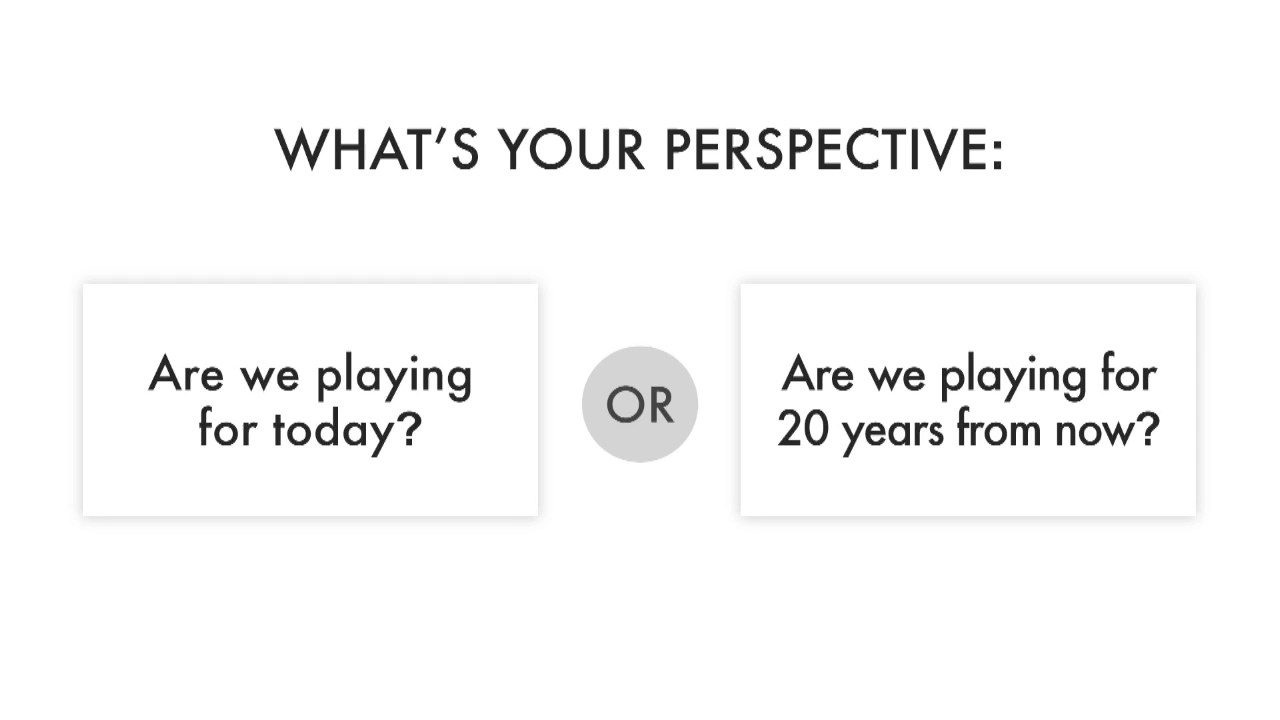 WHAT’S YOUR PERSPECTIVE:
Are we playing
for today?
OR
Are we playing for
20 years from now?